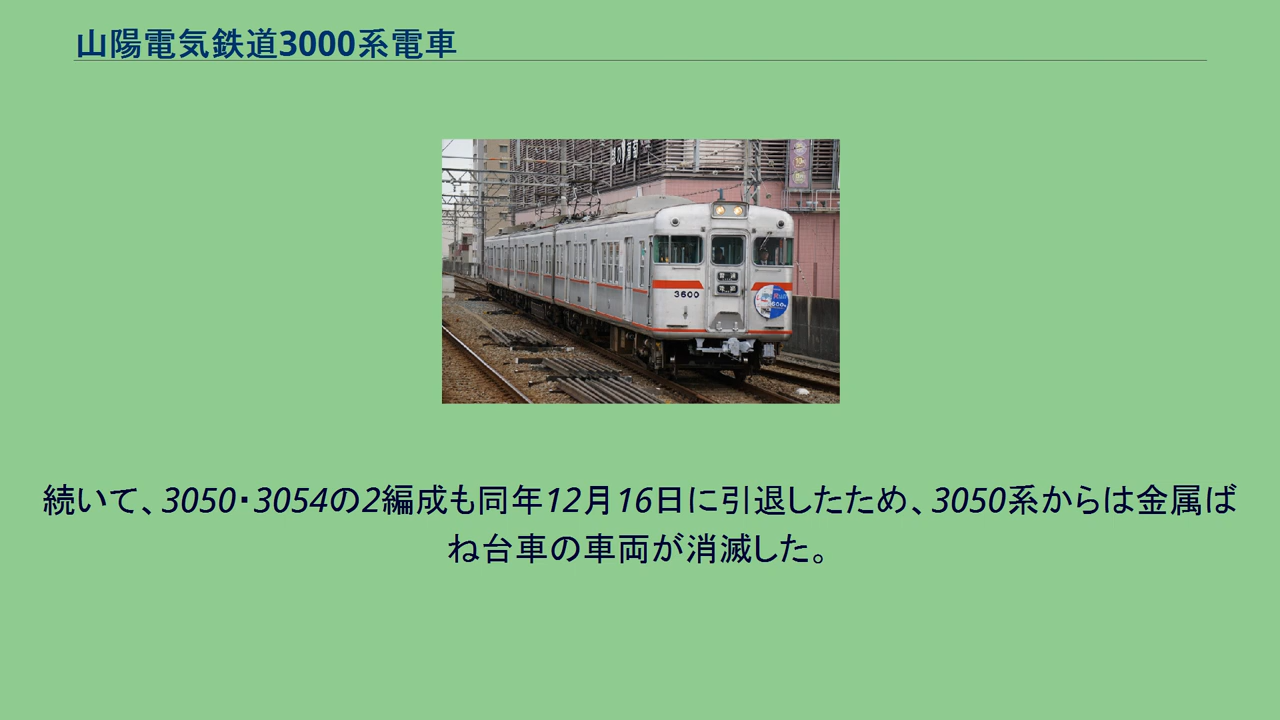 山陽電気鉄道3000系電車
3600
続いて、3050・3054の2編成も同年12月16日に引退したため、3050系からは金属ば
ね台車の車両が消滅した。